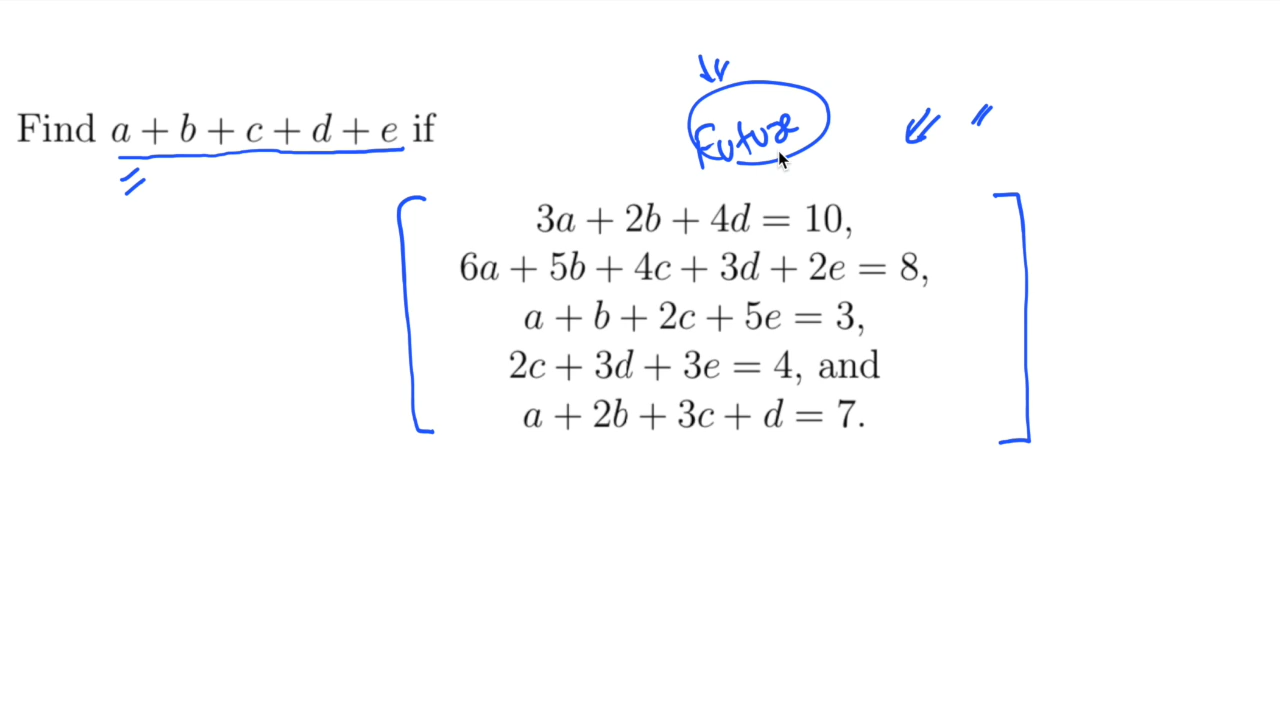 Future
Find a + b + c + d + e if
3a + 2b + 4d = 10,
6a + 5b + 4c + 3d + 2e = 8,
a + b + 2c + 5e = 3,
2c + 3d + 3e = 4, and
a + 2b + 3c + d = 7.